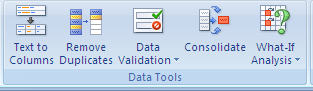 Text to Columns
Remove Duplicates
Data Validation
Consolidate
What-If Analysis
Data Tools